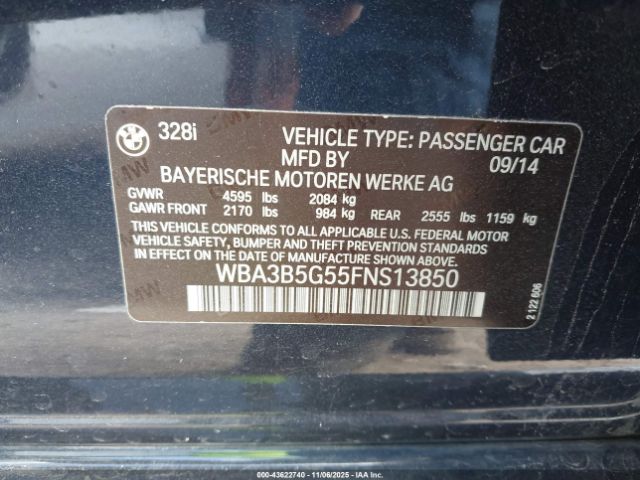 BMW
328i
VEHICLE TYPE: PASSENGER CAR
MFD BY
09/14
BAYERISCHE MOTOREN WERKE AG
GVWR 4595 lbs 2084 kg
GAWR FRONT 2170 lbs 984 kg REAR 2555 lbs 1159 kg
THIS VEHICLE CONFORMS TO ALL APPLICABLE U.S. FEDERAL MOTOR
VEHICLE SAFETY, BUMPER AND THEFT PREVENTION STANDARDS
IN EFFECT ON THE DATE OF MANUFACTURE SHOWN ABOVE.
WBA3B5G55FNS13850
2 122 606
000-43622740 - 11/06/2025 - IAAI.COM